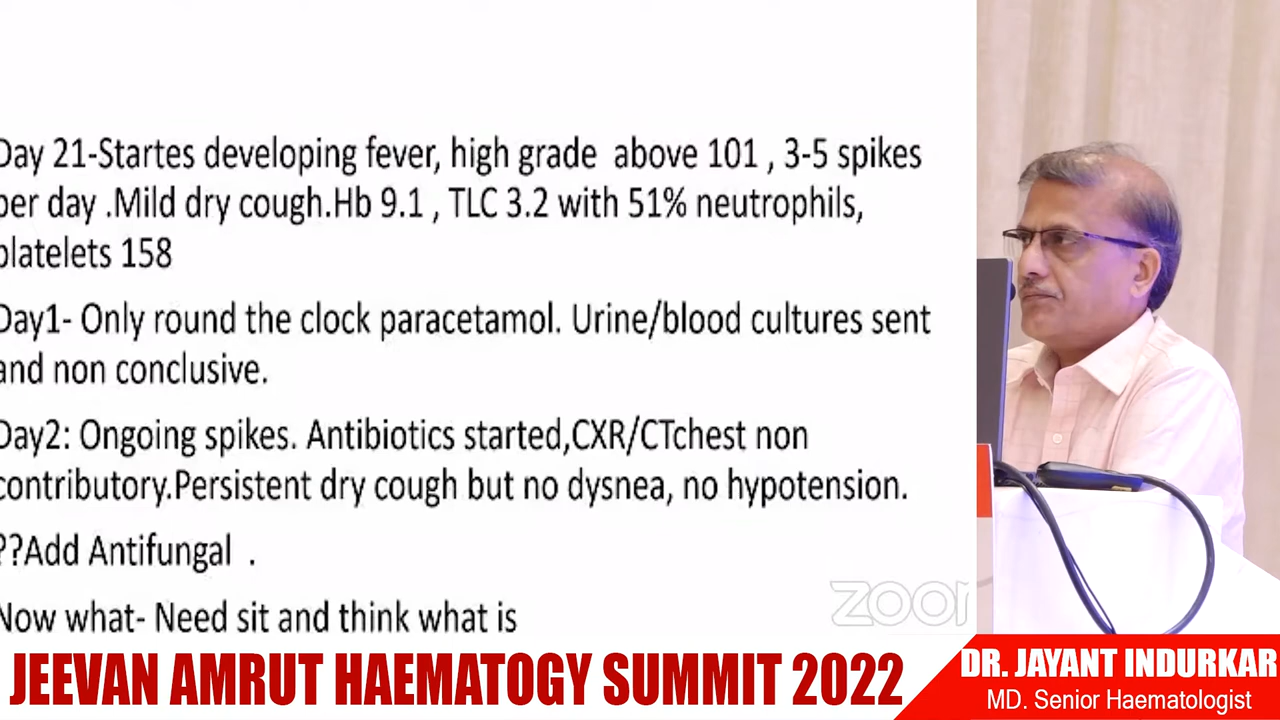 Day 21-Startes developing fever, high grade above 101 , 3-5 spikes
per day .Mild dry cough.Hb 9.1 , TLC 3.2 with 51% neutrophils,
platelets 158
Day1- Only round the clock paracetamol. Urine/blood cultures sent
and non conclusive.
Day2: Ongoing spikes. Antibiotics started,CXR/CTchest non
contributory.Persistent dry cough but no dysnea, no hypotension.
??Add Antifungal .
Now what- Need sit and think what is
zoom
JEEVAN AMRUT HAEMATOGY SUMMIT 2022
DR. JAYANT INDURKAR
MD. Senior Haematologist